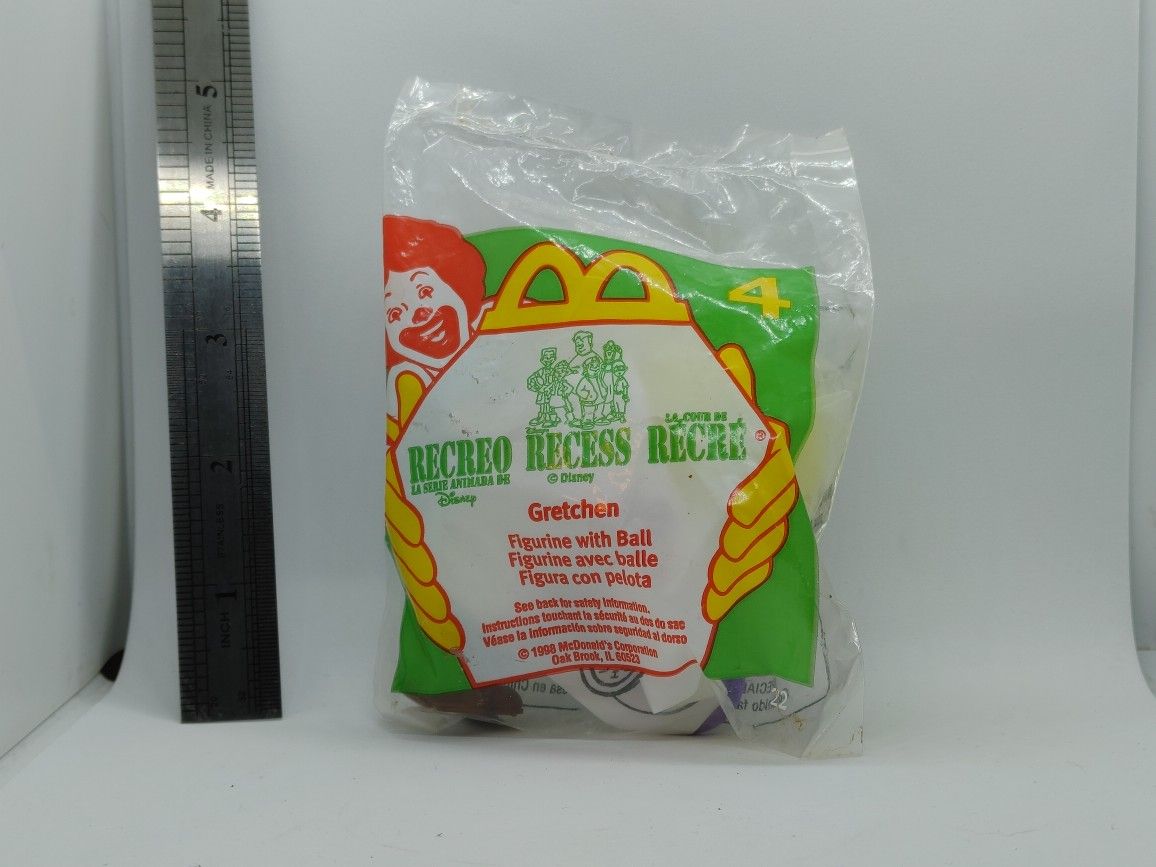 5
MADE IN CHINA
4
3
2
STAINLESS
1
INCH
4
RECREO
LA SERIE ANIMADA DE
Disney
Disney's
RECESS
© Disney
LA COUR DE
RÉCRÉ
®
Gretchen
Figurine with Ball
Figurine avec balle
Figura con pelota
See back for safety information.
Instructions touchant la sécurité au dos du sac
Véase la información sobre seguridad al dorso
© 1998 McDonald's Corporation
Oak Brook, IL 60523
22